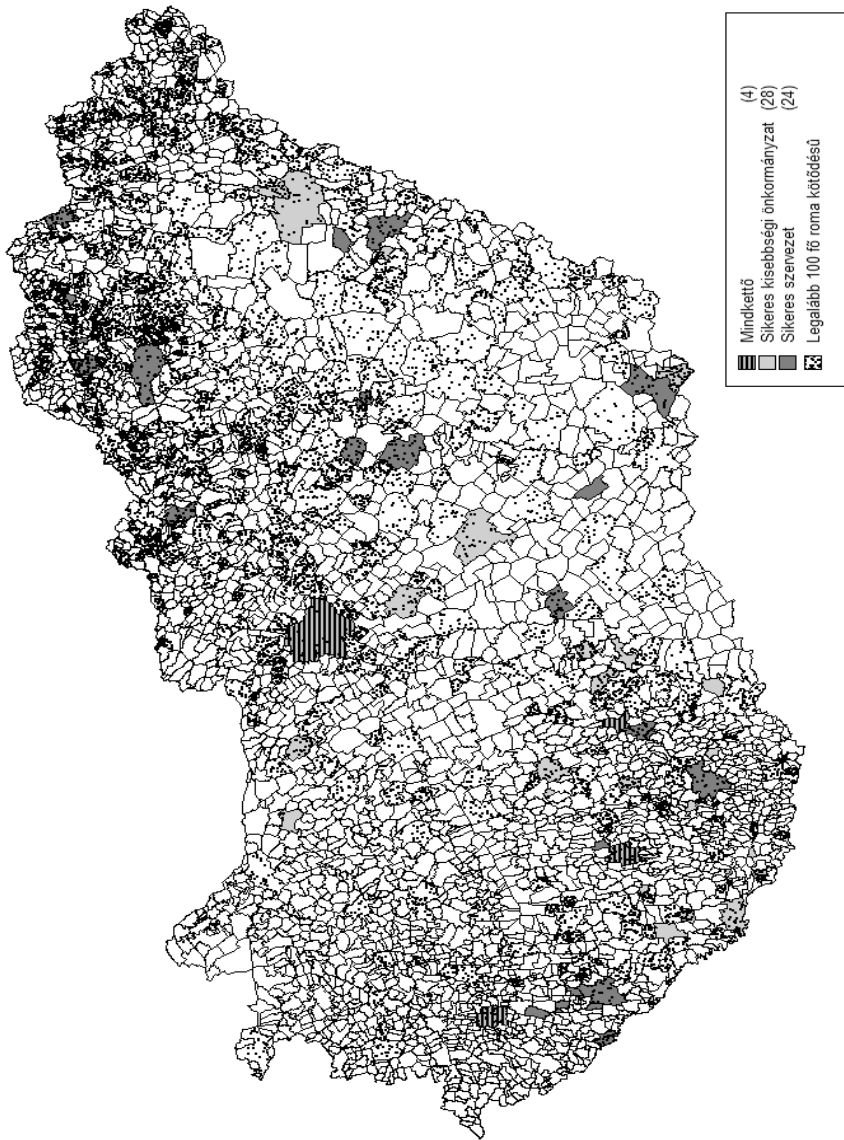 Mindkettő (4)
Sikeres kisebbségi önkormányzat (28)
Sikeres szervezet (24)
Legalább 100 fő roma kötődésű